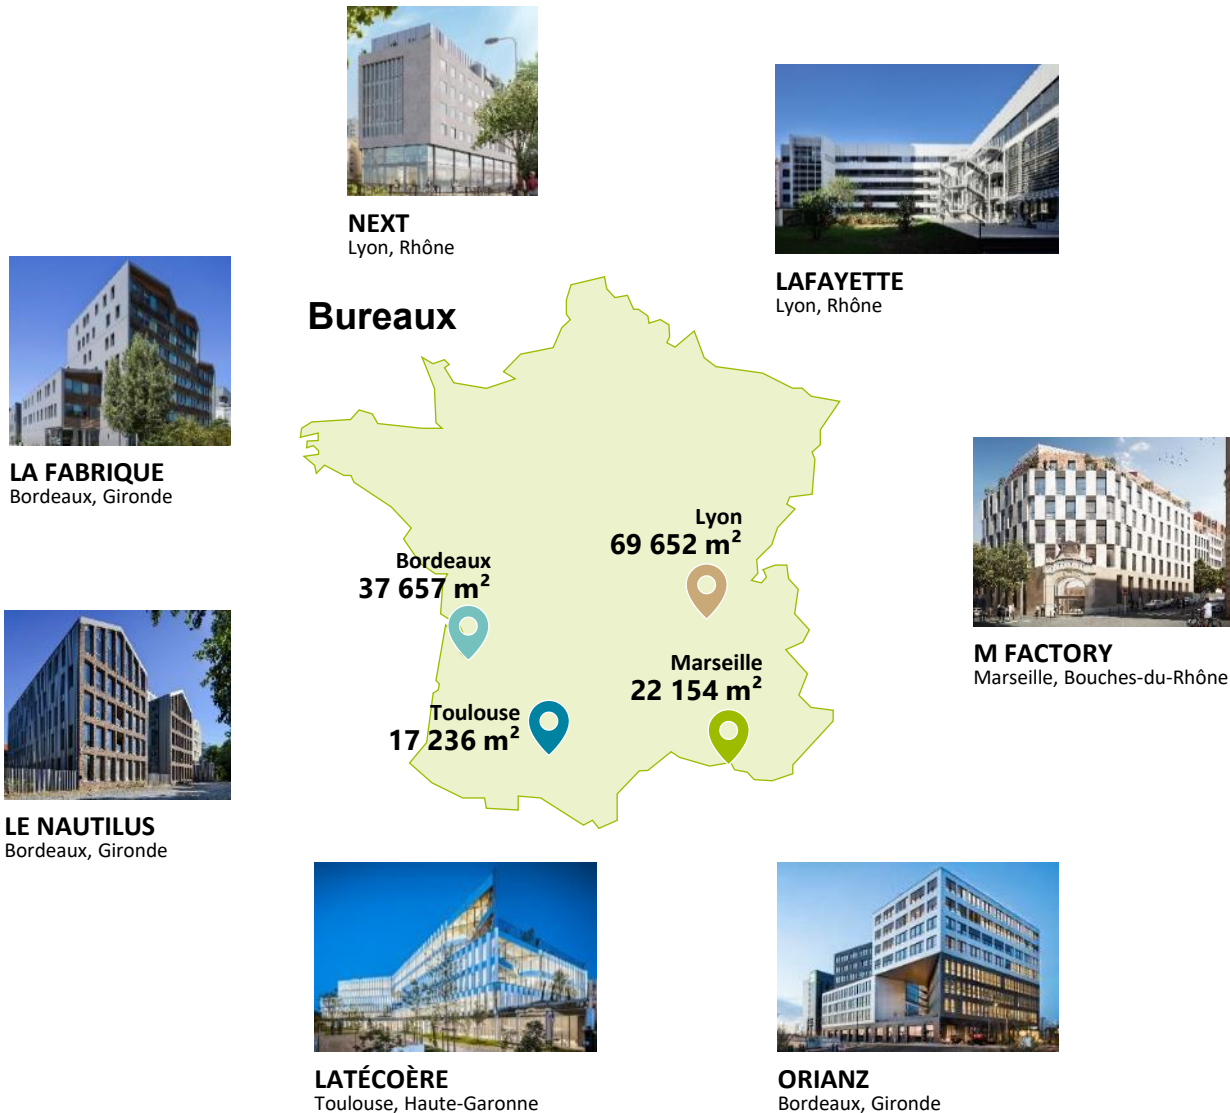 NEXT
Lyon, Rhône
LAFAYETTE
Lyon, Rhône
Bureaux
LA FABRIQUE
Bordeaux, Gironde
Lyon
69 652 m²
Bordeaux
37 657 m²
M FACTORY
Marseille, Bouches-du-Rhône
Marseille
22 154 m²
Toulouse
17 236 m²
LE NAUTILUS
Bordeaux, Gironde
LATÉCOÈRE
Toulouse, Haute-Garonne
ORIANZ
Bordeaux, Gironde